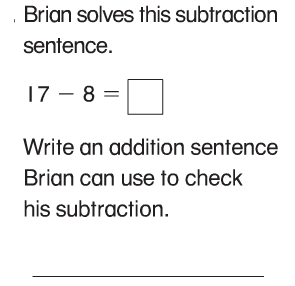 Brian solves this subtraction
sentence.
17 − 8 =
Write an addition sentence
Brian can use to check
his subtraction.